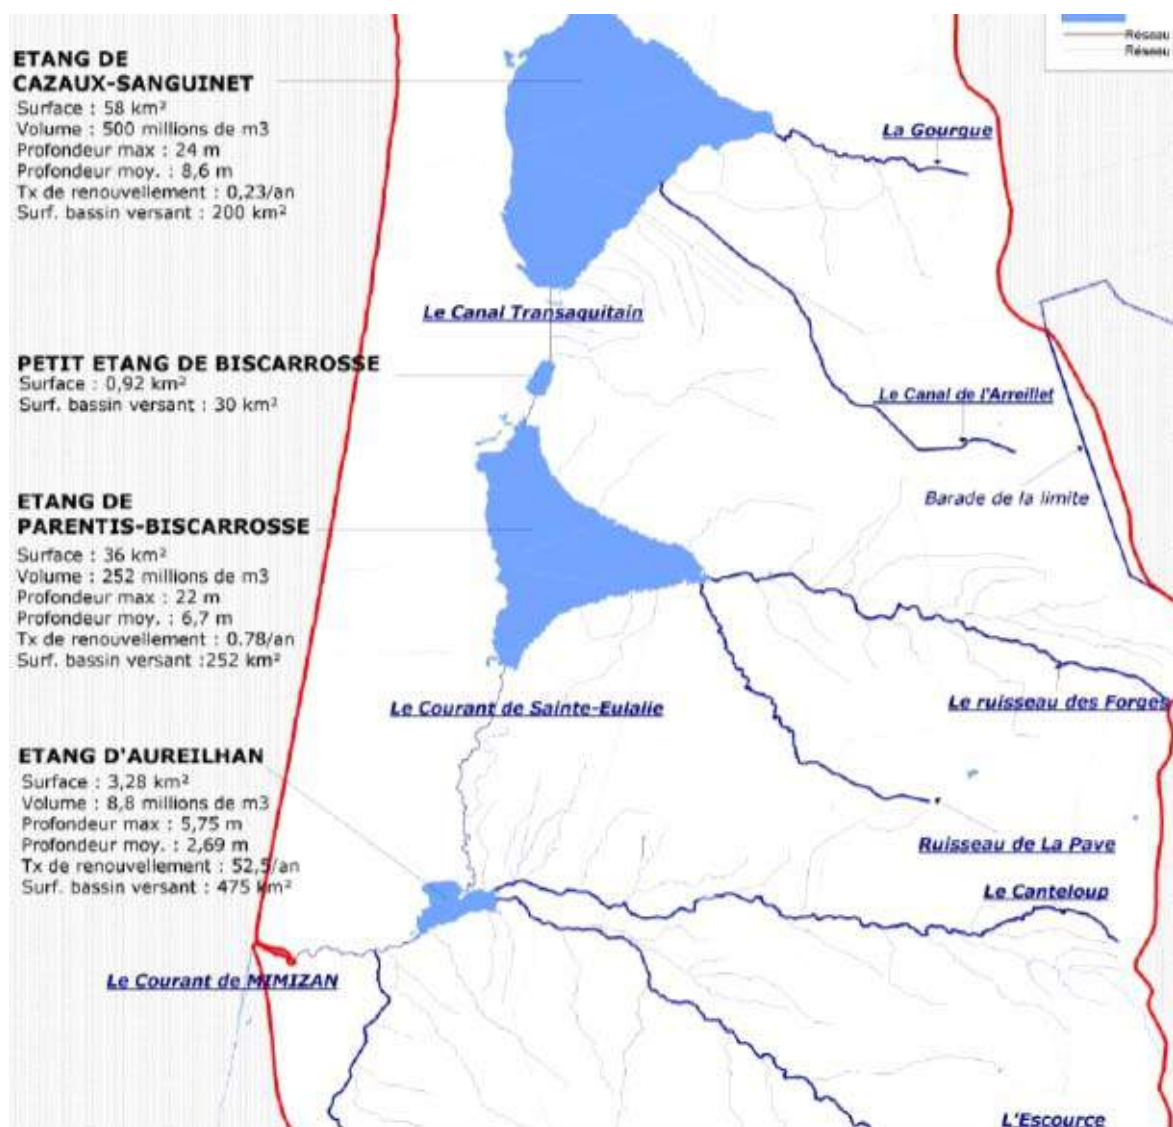 ETANG DE
CAZAUX-SANGUINET
Surface : 58 km²
Volume : 500 millions de m3
Profondeur max : 24 m
Profondeur moy. : 8,6 m
Tx de renouvellement : 0,23/an
Surf. bassin versant : 200 km²
Réseau
Réseau
La Gourgue
Le Canal Transaquitain
PETIT ETANG DE BISCARROSSE
Surface : 0,92 km²
Surf. bassin versant : 30 km²
Le Canal de l'Arreillet
Barade de la limite
ETANG DE
PARENTIS-BISCARROSSE
Surface : 36 km²
Volume : 252 millions de m3
Profondeur max : 22 m
Profondeur moy. : 6,7 m
Tx de renouvellement : 0.78/an
Surf. bassin versant :252 km²
Le Courant de Sainte-Eulalie
Le ruisseau des Forges
ETANG D'AUREILHAN
Surface : 3,28 km²
Volume : 8,8 millions de m3
Profondeur max : 5,75 m
Profondeur moy. : 2,69 m
Tx de renouvellement : 52,5/an
Surf. bassin versant : 475 km²
Ruisseau de La Pave
Le Canteloup
Le Courant de MIMIZAN
L'Escource